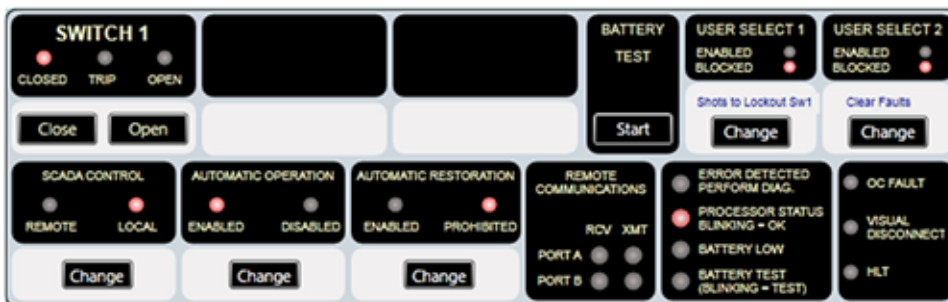 SWITCH 1
CLOSED TRIP OPEN
Close Open
BATTERY
TEST
Start
USER SELECT 1
ENABLED
BLOCKED
Shots to Lockout Sw1
Change
USER SELECT 2
ENABLED
BLOCKED
Clear Faults
Change
SCADA CONTROL
REMOTE LOCAL
Change
AUTOMATIC OPERATION
ENABLED DISABLED
Change
AUTOMATIC RESTORATION
ENABLED PROHIBITED
Change
REMOTE
COMMUNICATIONS
RCV XMT
PORT A
PORT B
ERROR DETECTED
PERFORM DIAG.
PROCESSOR STATUS
BLINKING = OK
BATTERY LOW
BATTERY TEST
(BLINKING = TEST)
OC FAULT
VISUAL
DISCONNECT
HLT